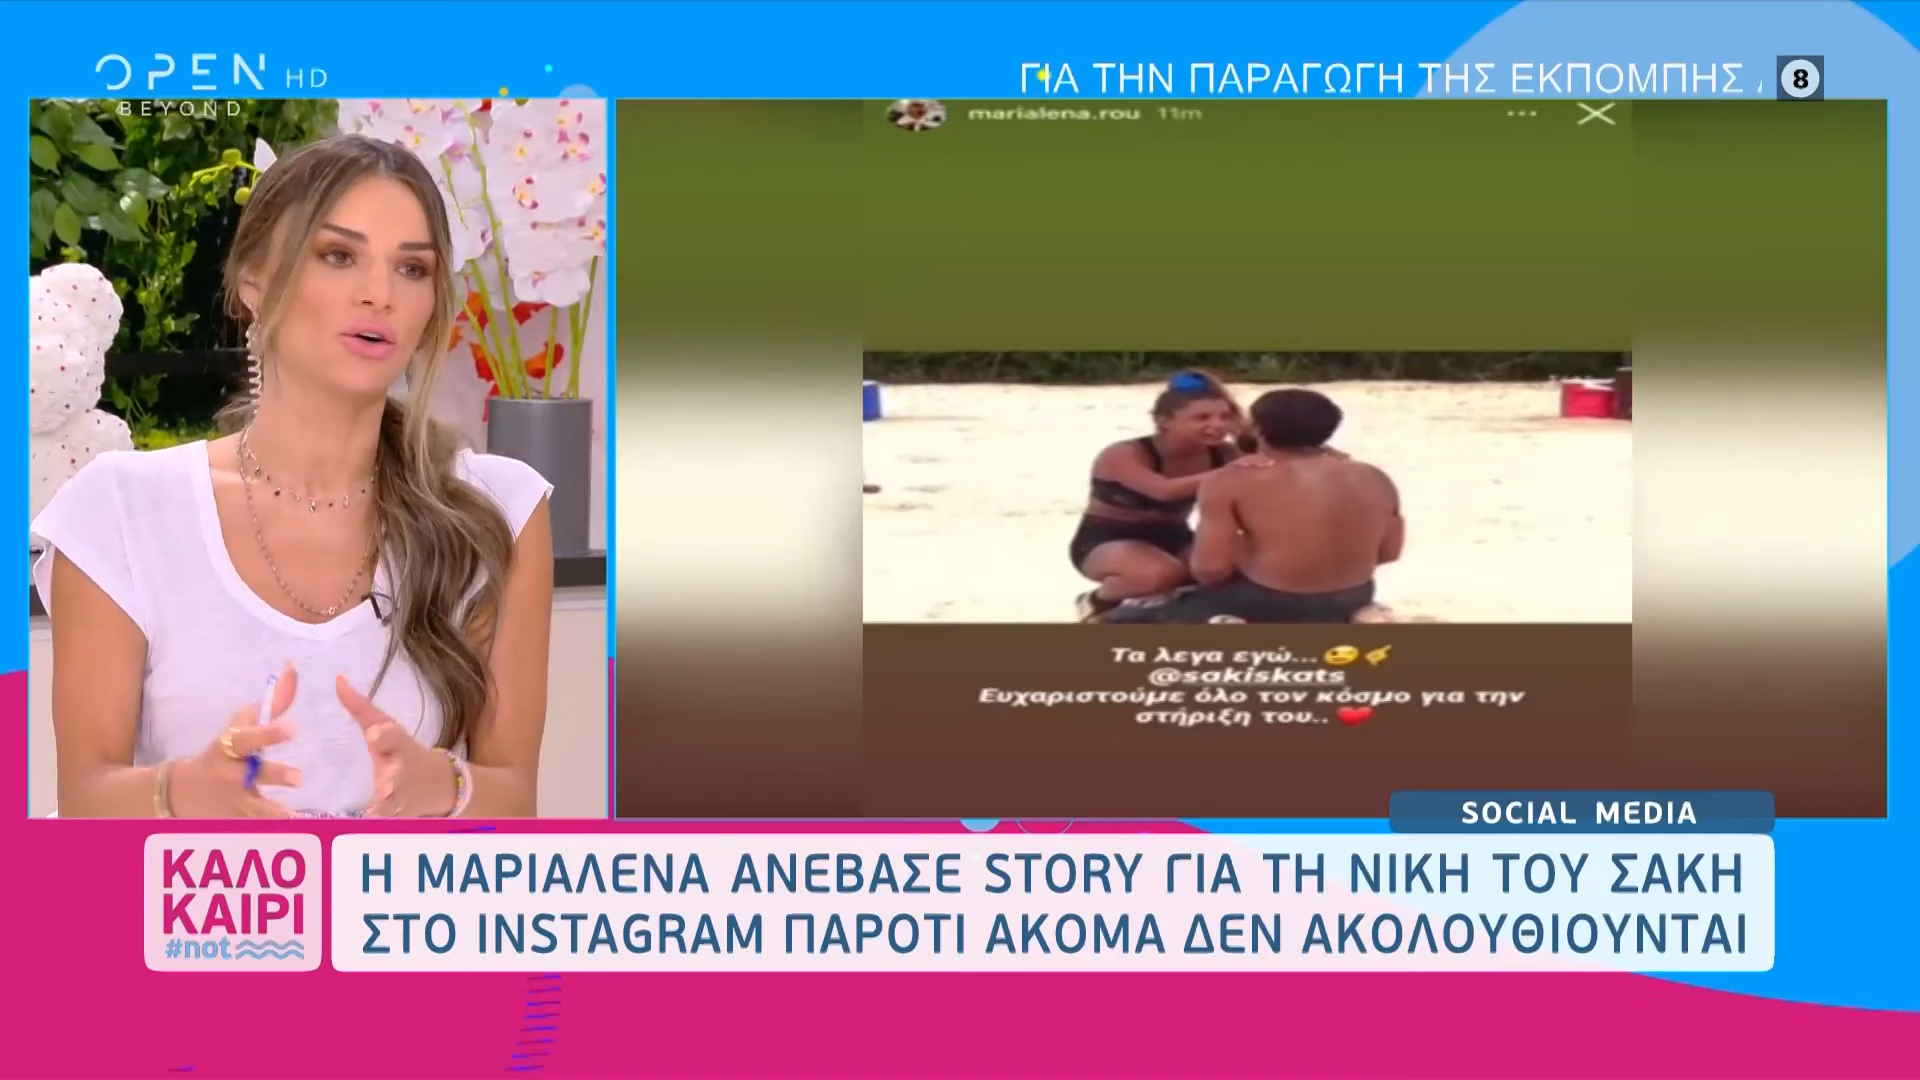 OPEN HD
BEYOND
ΓΙΑ ΤΗΝ ΠΑΡΑΓΩΓΗ ΤΗΣ ΕΚΠΟΜΠΗΣ
8
marialena.rou 11m
Τα λεγα εγώ...
@sakiskats
Ευχαριστούμε όλο τον κόσμο για την
στήριξη του..
SOCIAL MEDIA
ΚΑΛΟ
ΚΑΙΡΙ
#not
Η ΜΑΡΙΑΛΕΝΑ ΑΝΕΒΑΣΕ STORY ΓΙΑ ΤΗ ΝΙΚΗ ΤΟΥ ΣΑΚΗ
ΣΤΟ INSTAGRAM ΠΑΡΟΤΙ ΑΚΟΜΑ ΔΕΝ ΑΚΟΛΟΥΘΙΟΥΝΤΑΙ